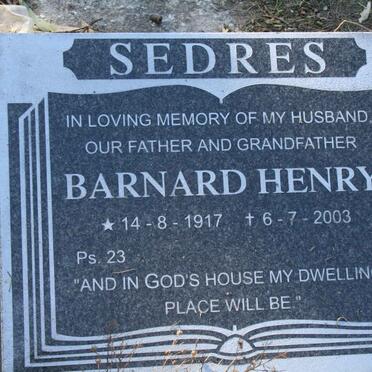 SEDRES
IN LOVING MEMORY OF MY HUSBAND,
OUR FATHER AND GRANDFATHER
BARNARD HENRY
★ 14 - 8 - 1917 ✝ 6 - 7 - 2003
Ps. 23
"AND IN GOD'S HOUSE MY DWELLING
PLACE WILL BE."